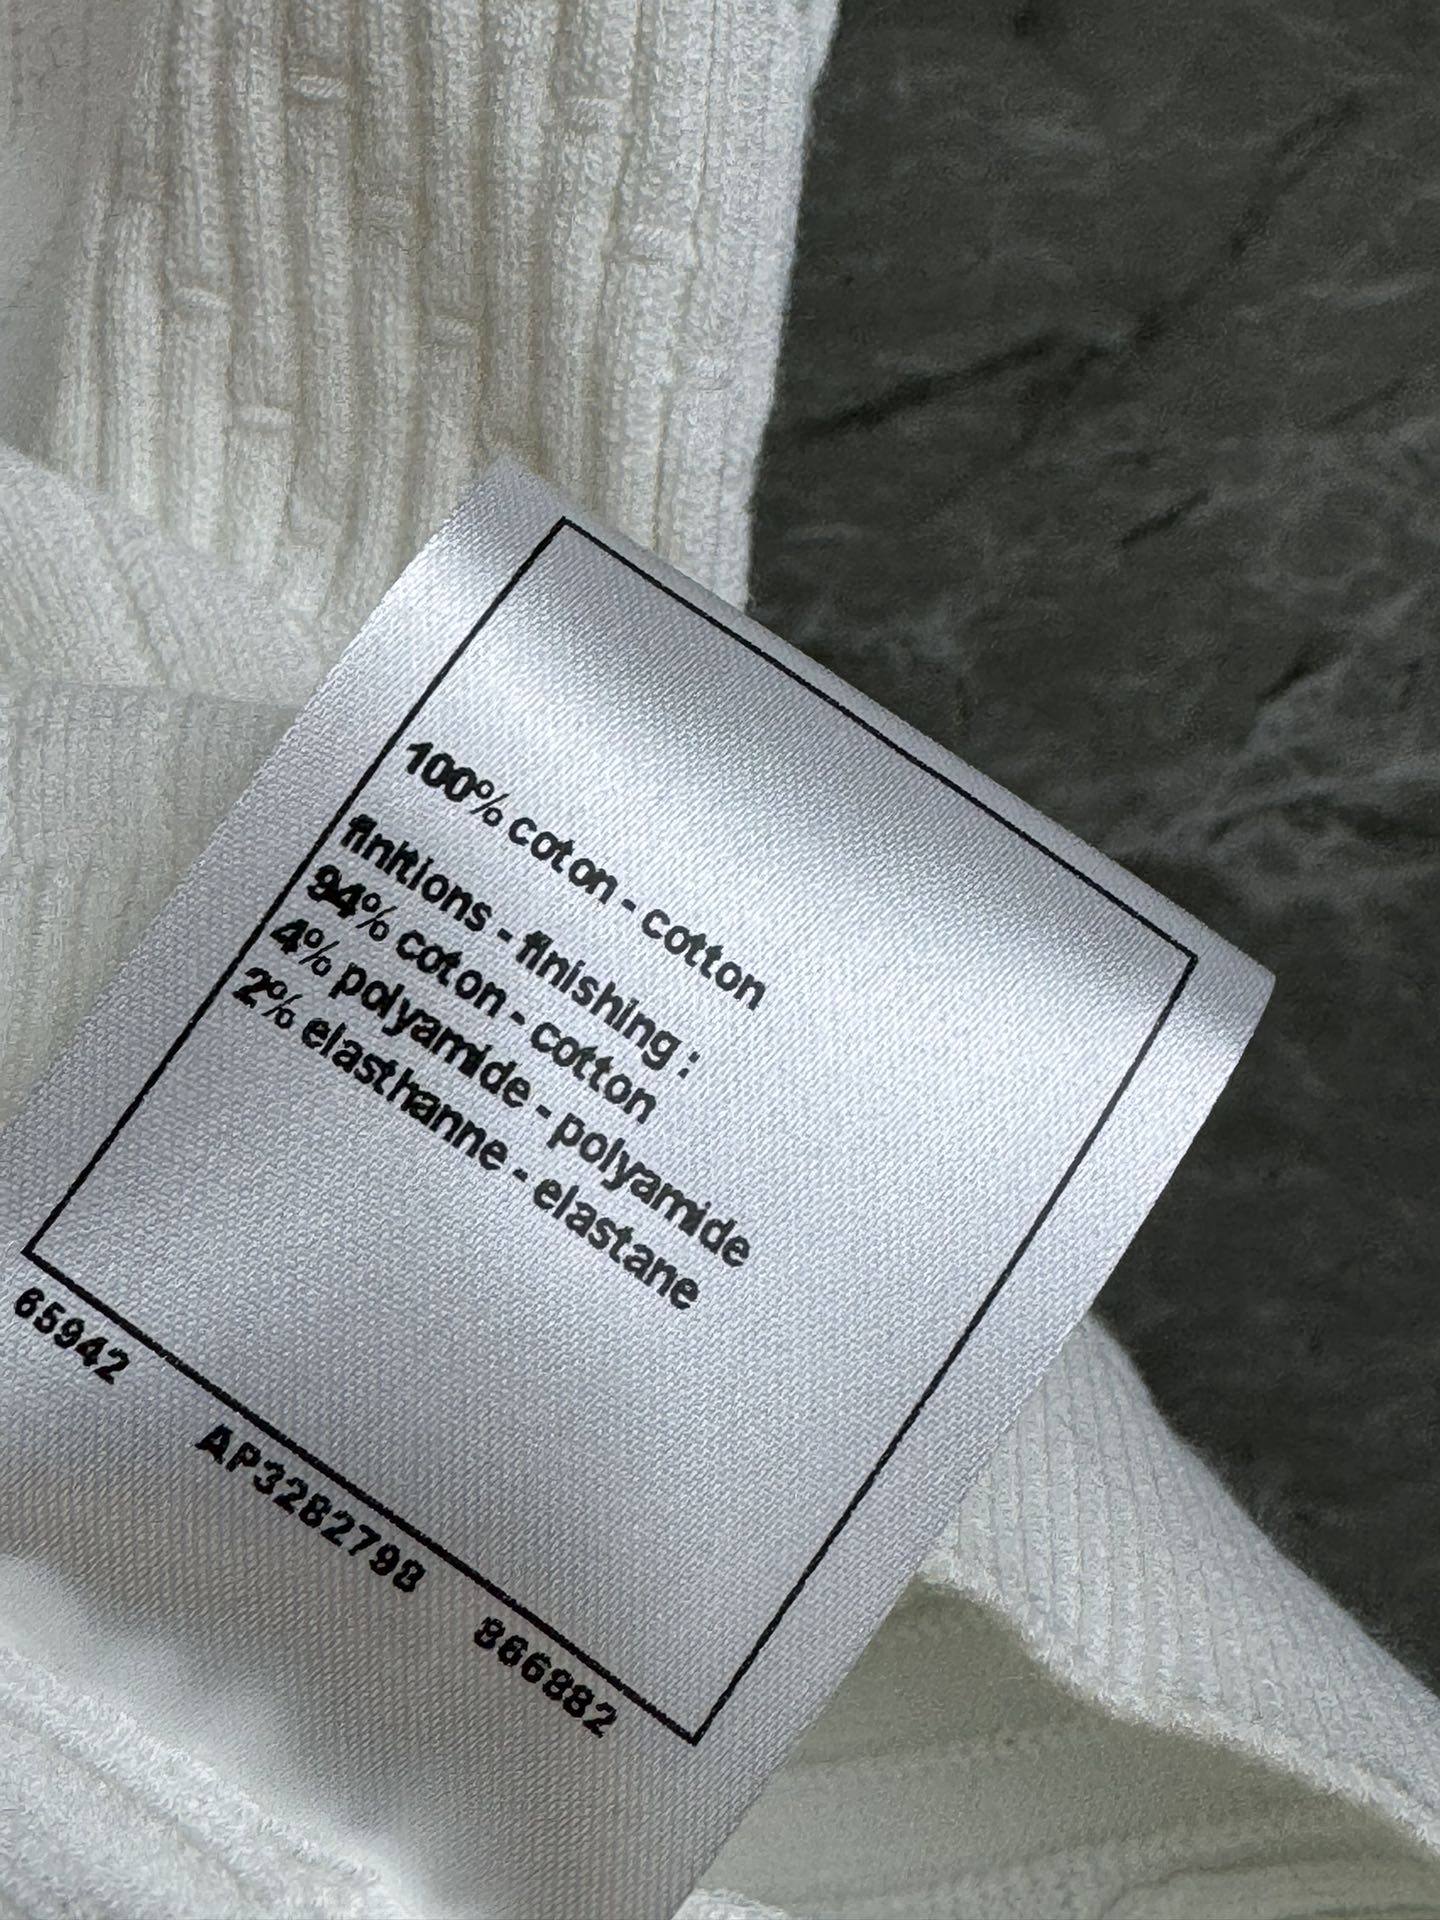 100% coton - cotton
finitions - finishing :
94% coton - cotton
4% polyamide - polyamide
2% elasthanne - elastane
65942 AP3282798 866882